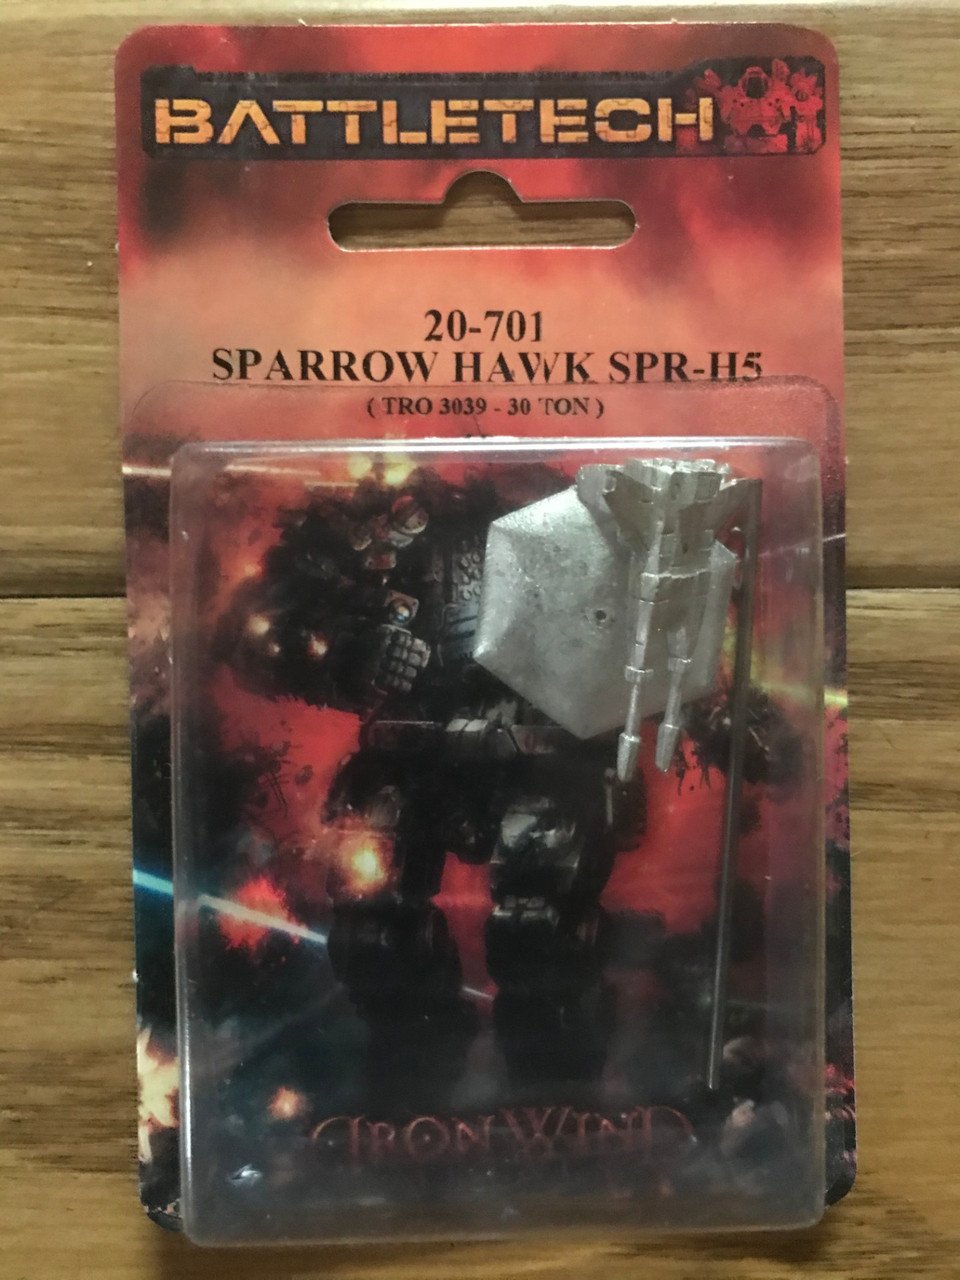 BATTLETECH
20-701
SPARROW HAWK SPR-H5
( TRO 3039 - 30 TON )
IRON WIND